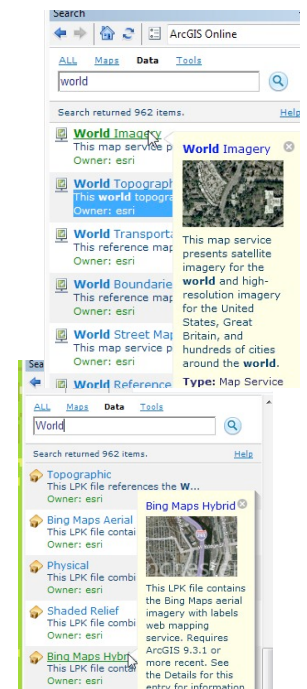 Search
ArcGIS Online
ALL Maps Data Tools
world
Search returned 962 items. Help
World Imagery
This map service p
Owner: esri
World Topograph
This world topogra
Owner: esri
World Transporta
This reference map
Owner: esri
World Boundarie
This reference map
Owner: esri
World Street Map
This map service p
Owner: esri
World Reference
World Imagery
This map service
presents satellite
imagery for the
world and high-
resolution imagery
for the United
States, Great
Britain, and
hundreds of cities
around the world.
Type: Map Service
Sea
ALL Maps Data Tools
World
Search returned 962 items. Help
Topographic
This LPK file references the W...
Owner: esri
Bing Maps Aerial
This LPK file contai
Owner: esri
Physical
This LPK file combi
Owner: esri
Shaded Relief
This LPK file combi
Owner: esri
Bing Maps Hybr
This LPK file contai
Owner: esri
Bing Maps Hybrid
This LPK file contains
the Bing Maps aerial
imagery with labels
web mapping
service. Requires
ArcGIS 9.3.1 or
more recent. See
the Details for this
entry for information